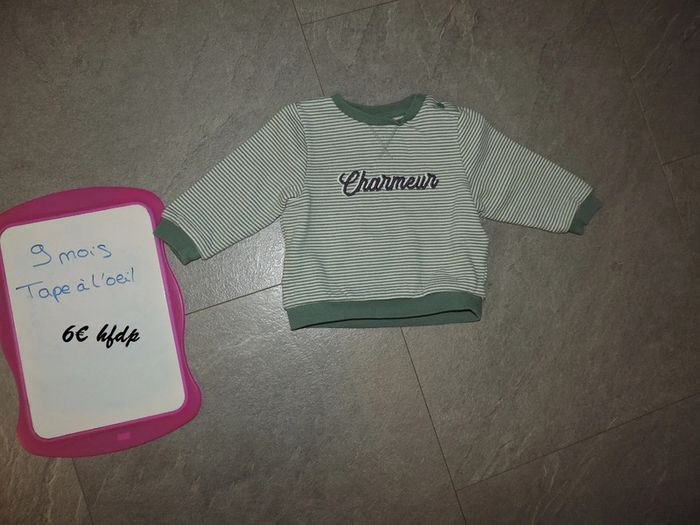 Charmeur
9 mois
Tape à l'oeil
6€ hfdp